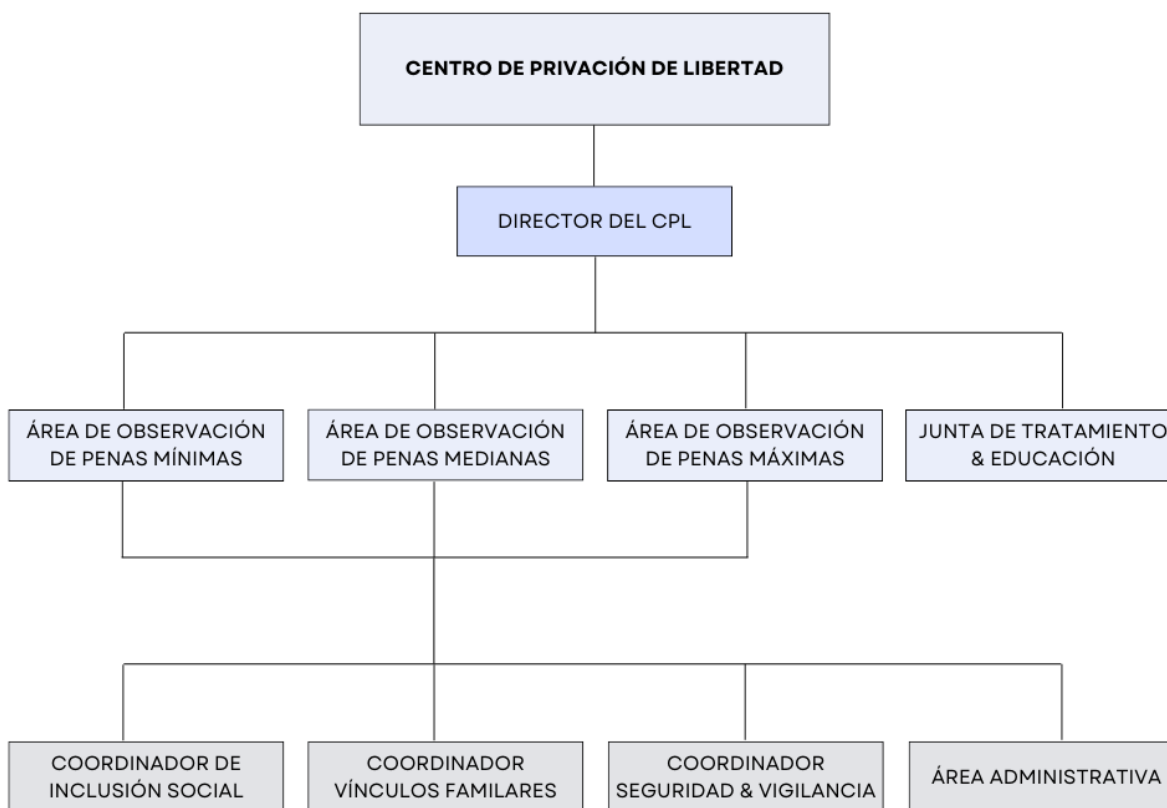 CENTRO DE PRIVACIÓN DE LIBERTAD
DIRECTOR DEL CPL
ÁREA DE OBSERVACIÓN
DE PENAS MÍNIMAS
ÁREA DE OBSERVACIÓN
DE PENAS MEDIANAS
ÁREA DE OBSERVACIÓN
DE PENAS MÁXIMAS
JUNTA DE TRATAMIENTO
& EDUCACIÓN
COORDINADOR DE
INCLUSIÓN SOCIAL
COORDINADOR
VÍNCULOS FAMILARES
COORDINADOR
SEGURIDAD & VIGILANCIA
ÁREA ADMINISTRATIVA